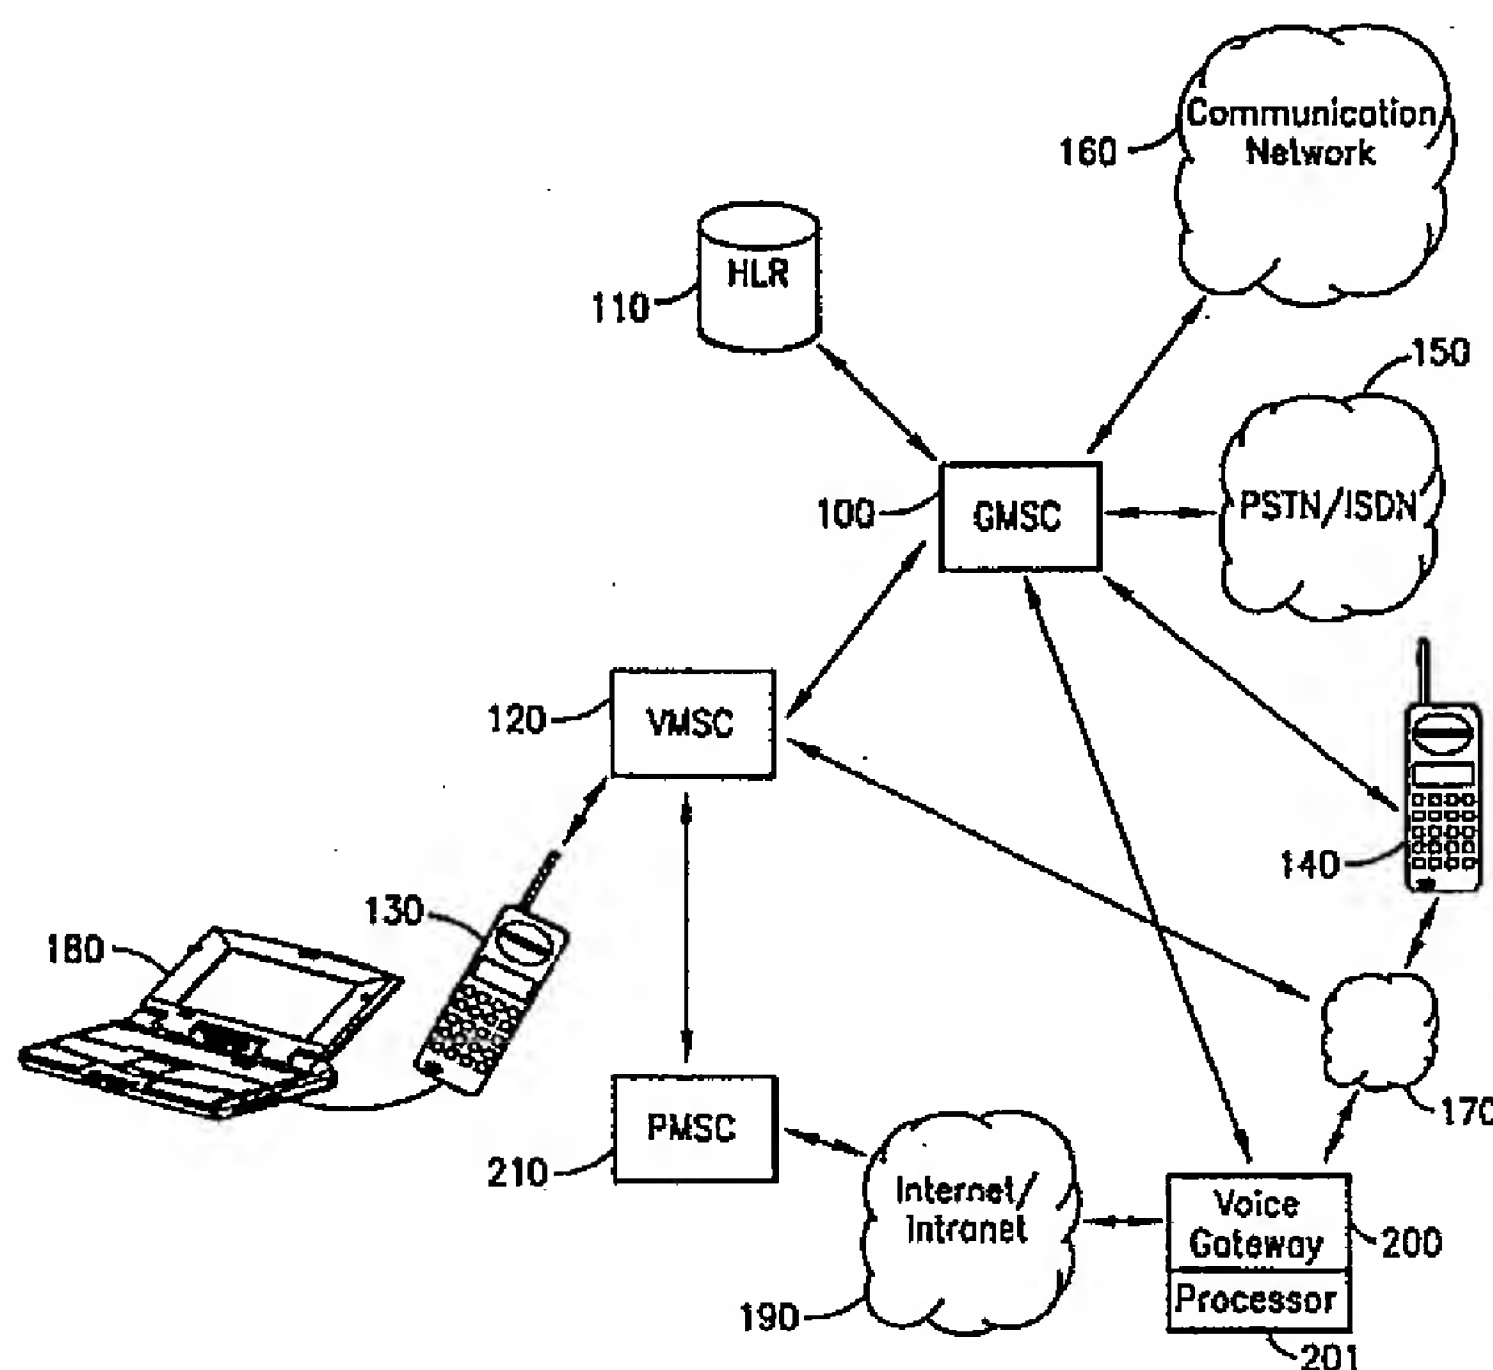 Communication
Network
160
HLR
110
150
100
GMSC
PSTN/ISDN
120
VMSC
140
130
180
170
PMSC
210
Internet/
Intranet
190
Voice
Gateway
200
Processor
201